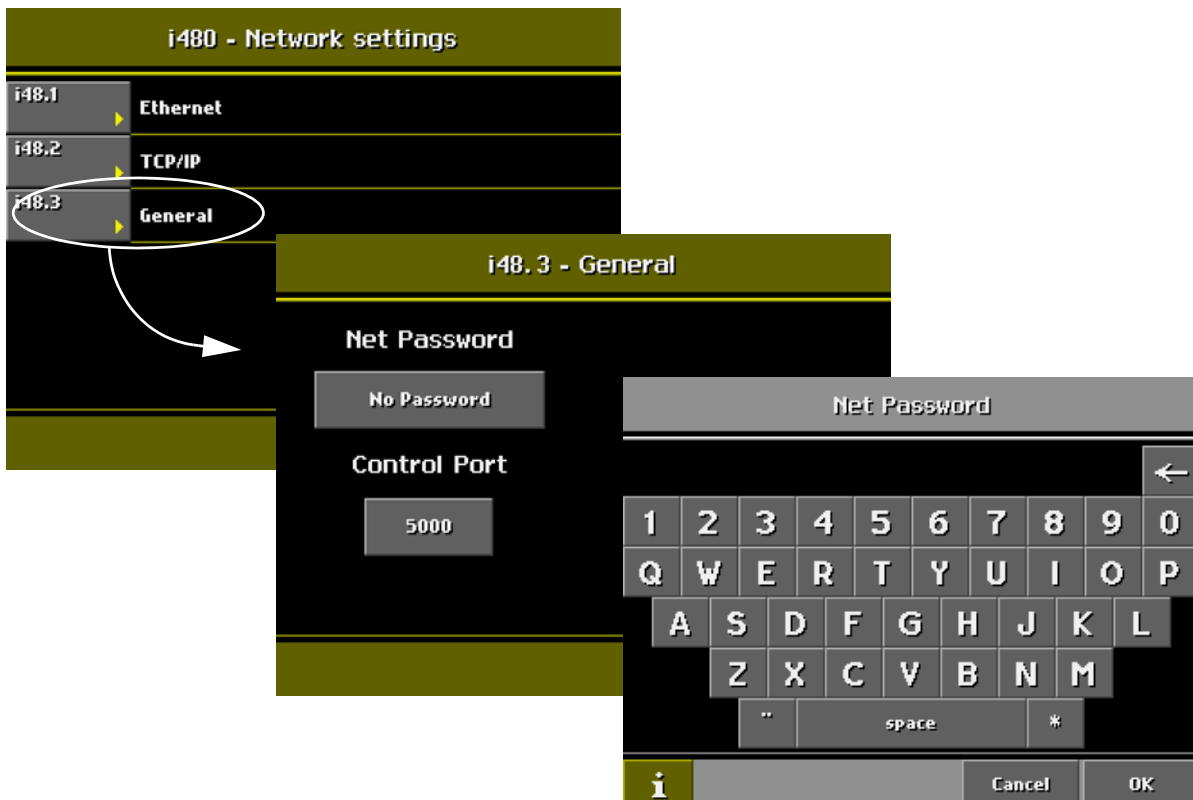 i480 - Network settings
i48.1
Ethernet
i48.2
TCP/IP
i48.3
General
i48.3 - General
Net Password
No Password
Control Port
5000
Net Password
←
1 2 3 4 5 6 7 8 9 0
Q W E R T Y U I O P
A S D F G H J K L
Z X C V B N M
¨ space *
i Cancel OK